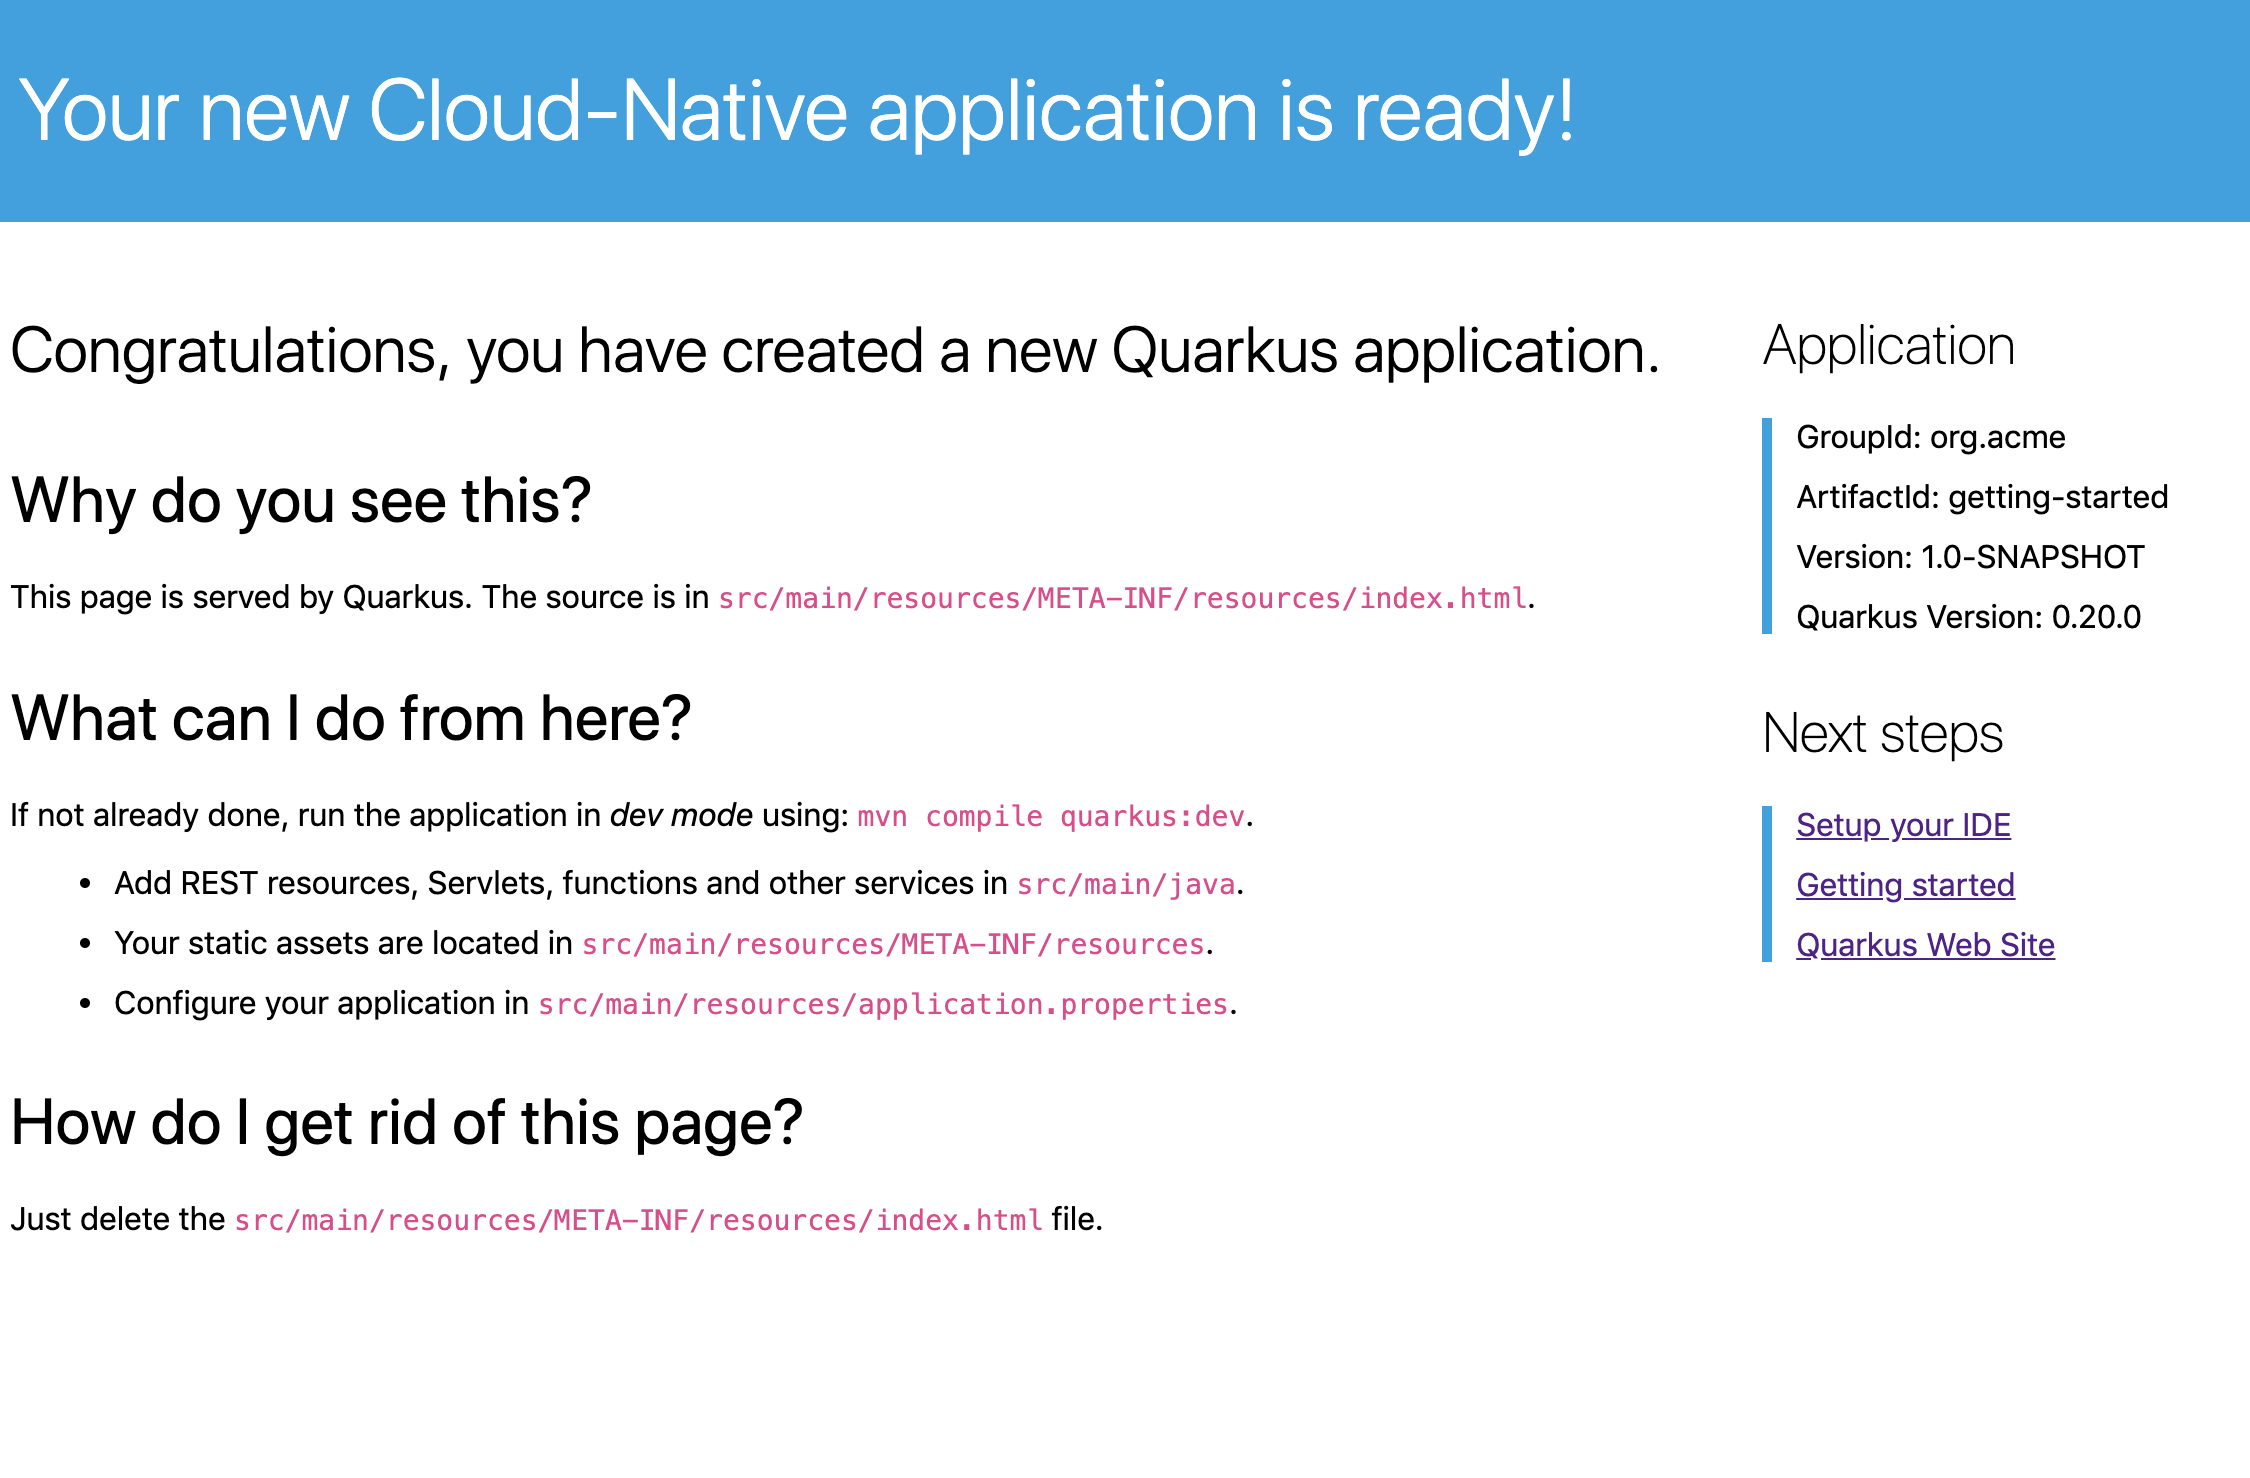 Your new Cloud-Native application is ready!
Congratulations, you have created a new Quarkus application.
Why do you see this?
This page is served by Quarkus. The source is in src/main/resources/META-INF/resources/index.html.
What can I do from here?
If not already done, run the application in dev mode using: mvn compile quarkus:dev.
• Add REST resources, Servlets, functions and other services in src/main/java.
• Your static assets are located in src/main/resources/META-INF/resources.
• Configure your application in src/main/resources/application.properties.
How do I get rid of this page?
Just delete the src/main/resources/META-INF/resources/index.html file.
Application
GroupId: org.acme
ArtifactId: getting-started
Version: 1.0-SNAPSHOT
Quarkus Version: 0.20.0
Next steps
Setup your IDE
Getting started
Quarkus Web Site